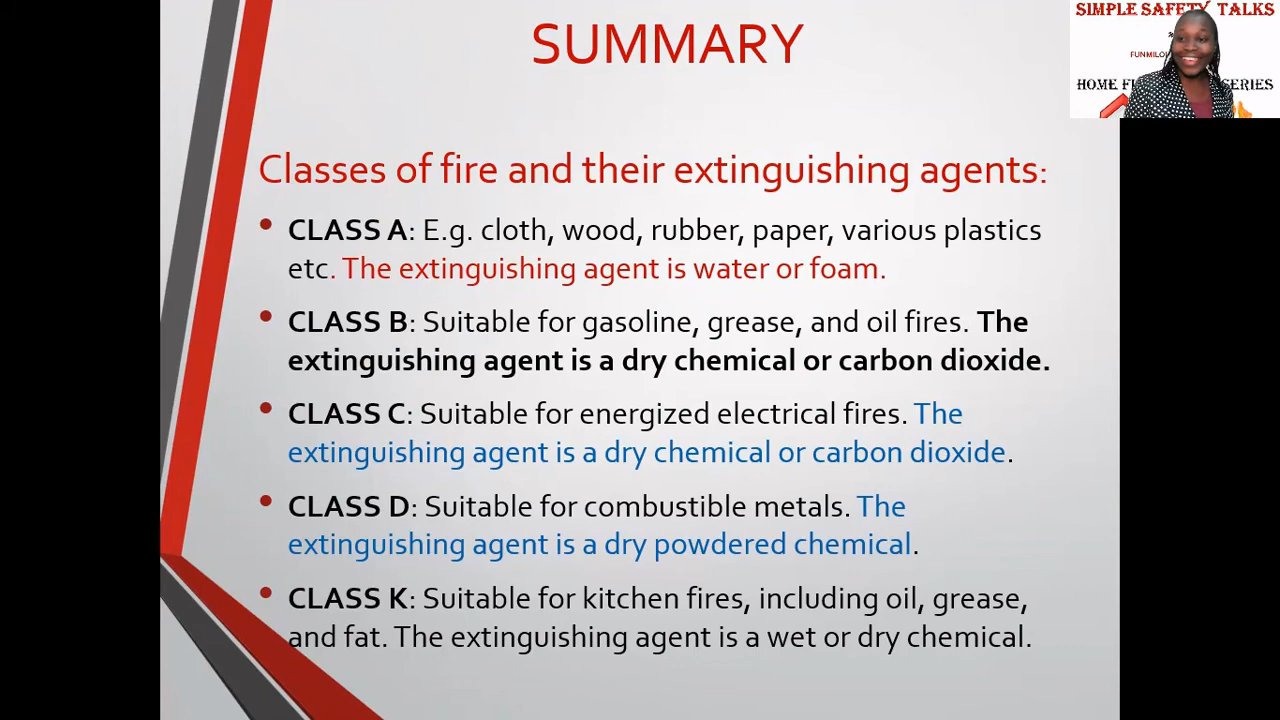 SUMMARY
SIMPLE SAFETY TALKS
HOME
SERIES
Classes of fire and their extinguishing agents:
• CLASS A: E.g. cloth, wood, rubber, paper, various plastics
etc. The extinguishing agent is water or foam.
• CLASS B: Suitable for gasoline, grease, and oil fires. The
extinguishing agent is a dry chemical or carbon dioxide.
• CLASS C: Suitable for energized electrical fires. The
extinguishing agent is a dry chemical or carbon dioxide.
• CLASS D: Suitable for combustible metals. The
extinguishing agent is a dry powdered chemical.
• CLASS K: Suitable for kitchen fires, including oil, grease,
and fat. The extinguishing agent is a wet or dry chemical.